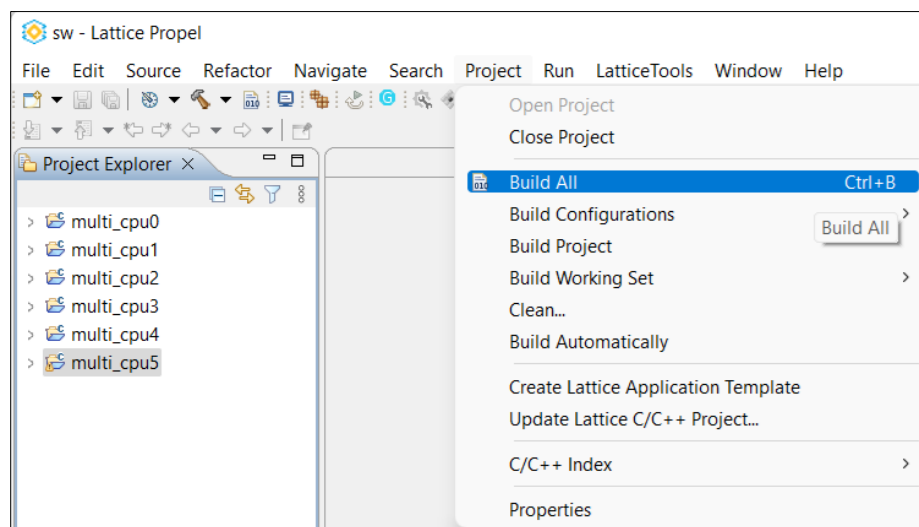 sw - Lattice Propel
File Edit Source Refactor Navigate Search Project Run LatticeTools Window Help
Project Explorer
multi_cpu0
multi_cpu1
multi_cpu2
multi_cpu3
multi_cpu4
multi_cpu5
Open Project
Close Project
Build All Ctrl+B
Build Configurations
Build All
Build Project
Build Working Set
Clean...
Build Automatically
Create Lattice Application Template
Update Lattice C/C++ Project...
C/C++ Index
Properties